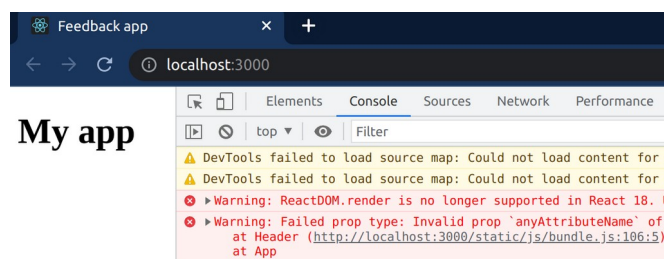 Feedback app
localhost:3000
Elements Console Sources Network Performance
My app
top Filter
DevTools failed to load source map: Could not load content for
DevTools failed to load source map: Could not load content for
Warning: ReactDOM.render is no longer supported in React 18.
Warning: Failed prop type: Invalid prop `anyAttributeName` of
at Header (http://localhost:3000/static/js/bundle.js:106:5)
at App